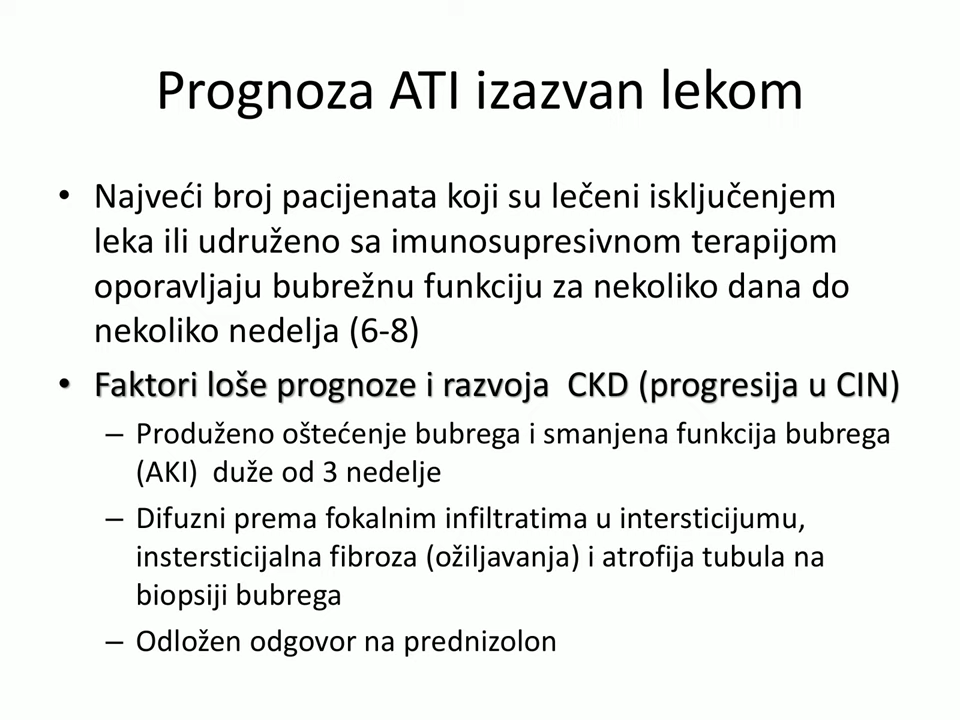 Prognoza ATI izazvan lekom
• Najveći broj pacijenata koji su lečeni isključenjem
leka ili udruženo sa imunosupresivnom terapijom
oporavljaju bubrežnu funkciju za nekoliko dana do
nekoliko nedelja (6-8)
• Faktori loše prognoze i razvoja  CKD (progresija u CIN)
– Produženo oštećenje bubrega i smanjena funkcija bubrega
(AKI)  duže od 3 nedelje
– Difuzni prema fokalnim infiltratima u intersticijumu,
instersticijalna fibroza (ožiljavanja) i atrofija tubula na
biopsiji bubrega
– Odložen odgovor na prednizolon